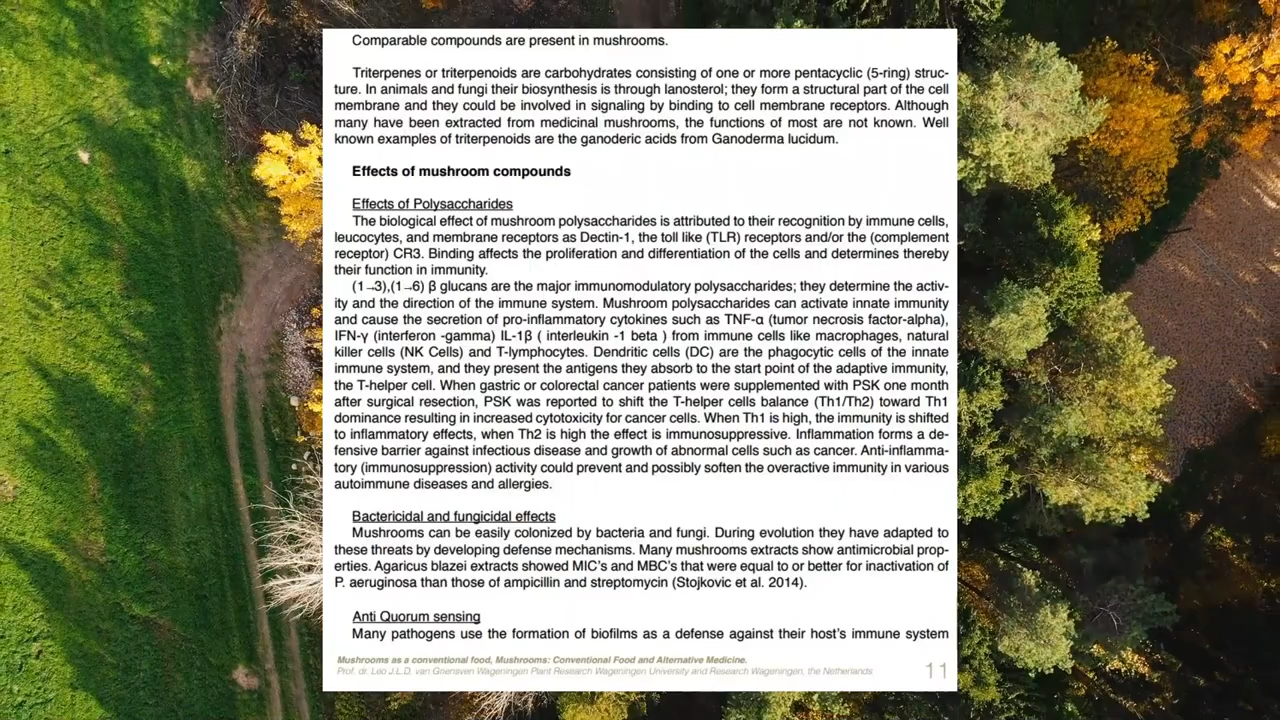 Comparable compounds are present in mushrooms.
Triterpenes or triterpenoids are carbohydrates consisting of one or more pentacyclic (5-ring) struc-
ture. In animals and fungi their biosynthesis is through lanosterol; they form a structural part of the cell
membrane and they could be involved in signaling by binding to cell membrane receptors. Although
many have been extracted from medicinal mushrooms, the functions of most are not known. Well
known examples of triterpenoids are the ganoderic acids from Ganoderma lucidum.
Effects of mushroom compounds
Effects of Polysaccharides
The biological effect of mushroom polysaccharides is attributed to their recognition by immune cells,
leucocytes, and membrane receptors as Dectin-1, the toll like (TLR) receptors and/or the (complement
receptor) CR3. Binding affects the proliferation and differentiation of the cells and determines thereby
their function in immunity.
(1→3),(1→6) β glucans are the major immunomodulatory polysaccharides; they determine the activ-
ity and the direction of the immune system. Mushroom polysaccharides can activate innate immunity
and cause the secretion of pro-inflammatory cytokines such as TNF-α (tumor necrosis factor-alpha),
IFN-γ (interferon -gamma) IL-1β ( interleukin -1 beta ) from immune cells like macrophages, natural
killer cells (NK Cells) and T-lymphocytes. Dendritic cells (DC) are the phagocytic cells of the innate
immune system, and they present the antigens they absorb to the start point of the adaptive immunity,
the T-helper cell. When gastric or colorectal cancer patients were supplemented with PSK one month
after surgical resection, PSK was reported to shift the T-helper cells balance (Th1/Th2) toward Th1
dominance resulting in increased cytotoxicity for cancer cells. When Th1 is high, the immunity is shifted
to inflammatory effects, when Th2 is high the effect is immunosuppressive. Inflammation forms a de-
fensive barrier against infectious disease and growth of abnormal cells such as cancer. Anti-inflamma-
tory (immunosuppression) activity could prevent and possibly soften the overactive immunity in various
autoimmune diseases and allergies.
Bactericidal and fungicidal effects
Mushrooms can be easily colonized by bacteria and fungi. During evolution they have adapted to
these threats by developing defense mechanisms. Many mushrooms extracts show antimicrobial prop-
erties. Agaricus blazei extracts showed MIC's and MBC's that were equal to or better for inactivation of
P. aeruginosa than those of ampicillin and streptomycin (Stojkovic et al. 2014).
Anti Quorum sensing
Many pathogens use the formation of biofilms as a defense against their host's immune system
Mushrooms as a conventional food, Mushrooms: Conventional Food and Alternative Medicine.
Prof. dr. Leo J.L.D. van Griensven Wageningen Plant Research Wageningen University and Research Wageningen, the Netherlands
11